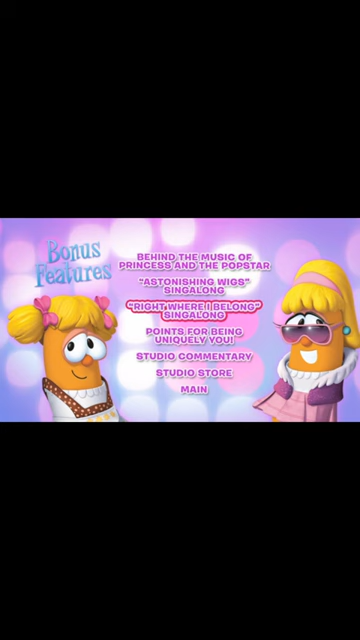 Bonus
Features
BEHIND THE MUSIC OF
PRINCESS AND THE POPSTAR
"ASTONISHING WIGS"
SINGALONG
"RIGHT WHERE I BELONG"
SINGALONG
POINTS FOR BEING
UNIQUELY YOU!
STUDIO COMMENTARY
STUDIO STORE
MAIN